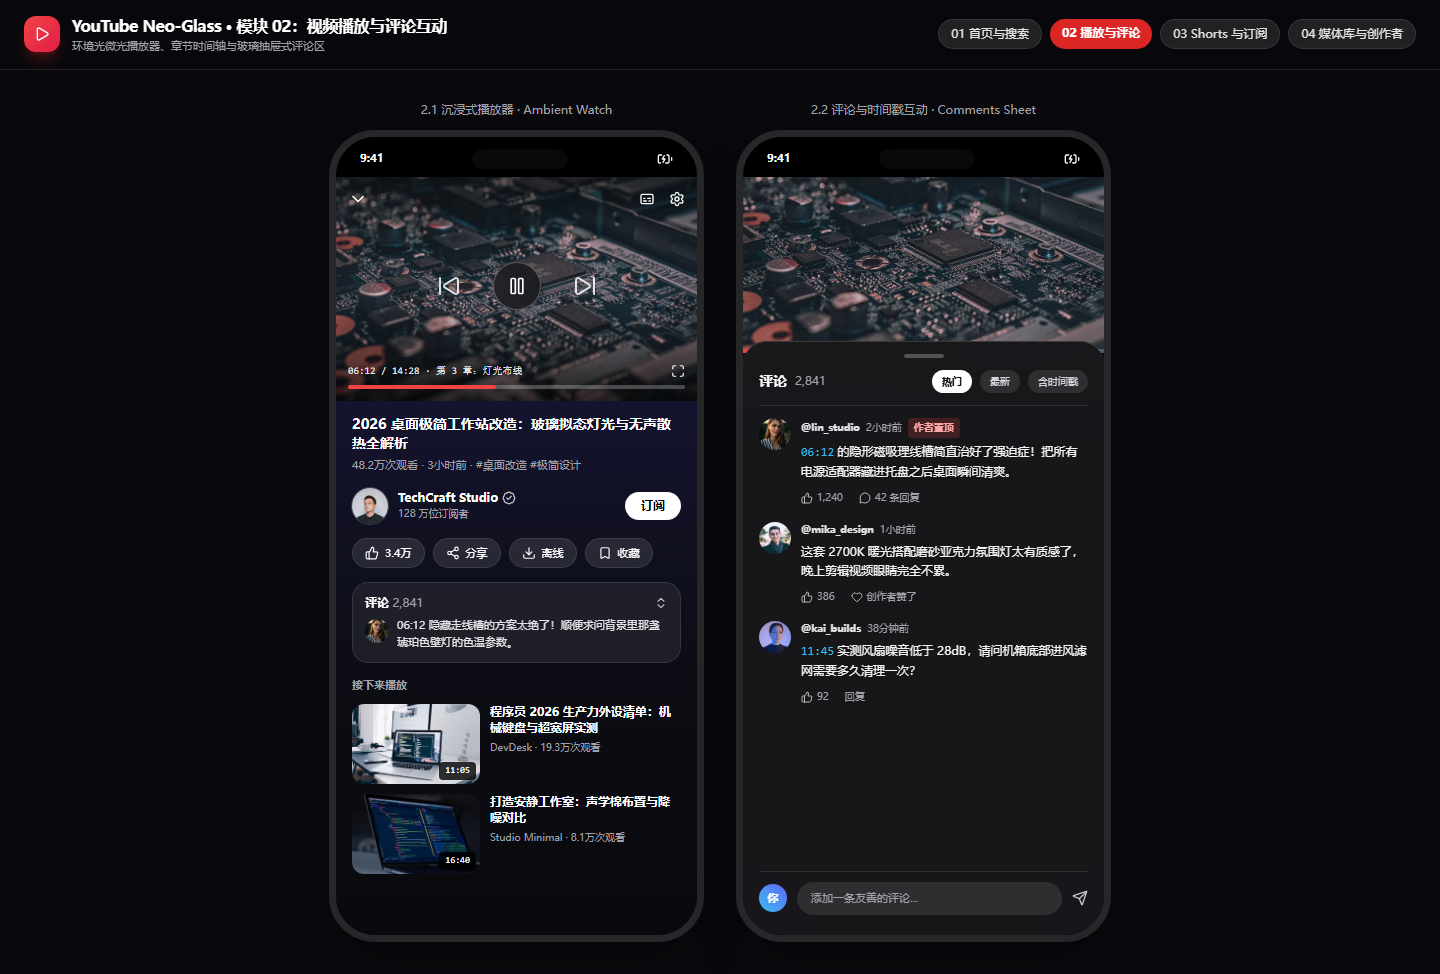 YouTube Neo-Glass • 模块 02：视频播放与评论互动
环境光微光播放器、章节时间轴与玻璃抽屉式评论区
01 首页与搜索
02 播放与评论
03 Shorts 与订阅
04 媒体库与创作者
2.1 沉浸式播放器 · Ambient Watch
9:41
06:12 / 14:28 · 第 3 章：灯光布线
2026 桌面极简工作站改造：玻璃拟态灯光与无声散
热全解析
48.2万次观看 · 3小时前 · #桌面改造 #极简设计
TechCraft Studio
128 万位订阅者
订阅
3.4万
分享
离线
收藏
评论 2,841
06:12 隐藏走线槽的方案太绝了！顺便求问背景里那盏
琥珀色壁灯的色温参数。
接下来播放
程序员 2026 生产力外设清单：机
械键盘与超宽屏实测
DevDesk · 19.3万次观看
11:05
打造安静工作室：声学棉布置与降
噪对比
Studio Minimal · 8.1万次观看
16:40
2.2 评论与时间戳互动 · Comments Sheet
9:41
评论 2,841
热门
最新
含时间戳
@lin_studio 2小时前 作者置顶
06:12 的隐形磁吸理线槽简直治好了强迫症！把所有
电源适配器藏进托盘之后桌面瞬间清爽。
1,240 42 条回复
@mika_design 1小时前
这套 2700K 暖光搭配磨砂亚克力氛围灯太有质感了，
晚上剪辑视频眼睛完全不累。
386 创作者赞了
@kai_builds 38分钟前
11:45 实测风扇噪音低于 28dB，请问机箱底部进风滤
网需要多久清理一次？
92 回复
你
添加一条友善的评论...